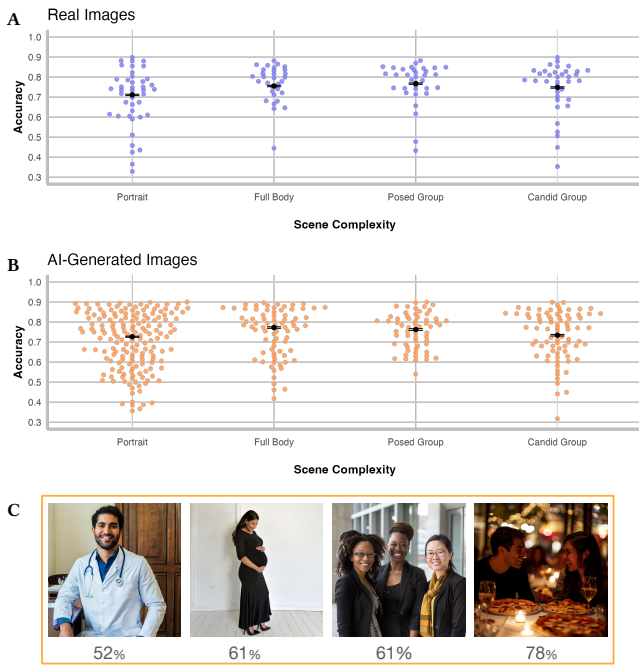 A
Real Images
1.0
0.9
0.8
0.7
0.6
0.5
0.4
0.3
Accuracy
Portrait
Full Body
Posed Group
Candid Group
Scene Complexity
B
AI-Generated Images
1.0
0.9
0.8
0.7
0.6
0.5
0.4
0.3
Accuracy
Portrait
Full Body
Posed Group
Candid Group
Scene Complexity
C
52%
61%
61%
78%